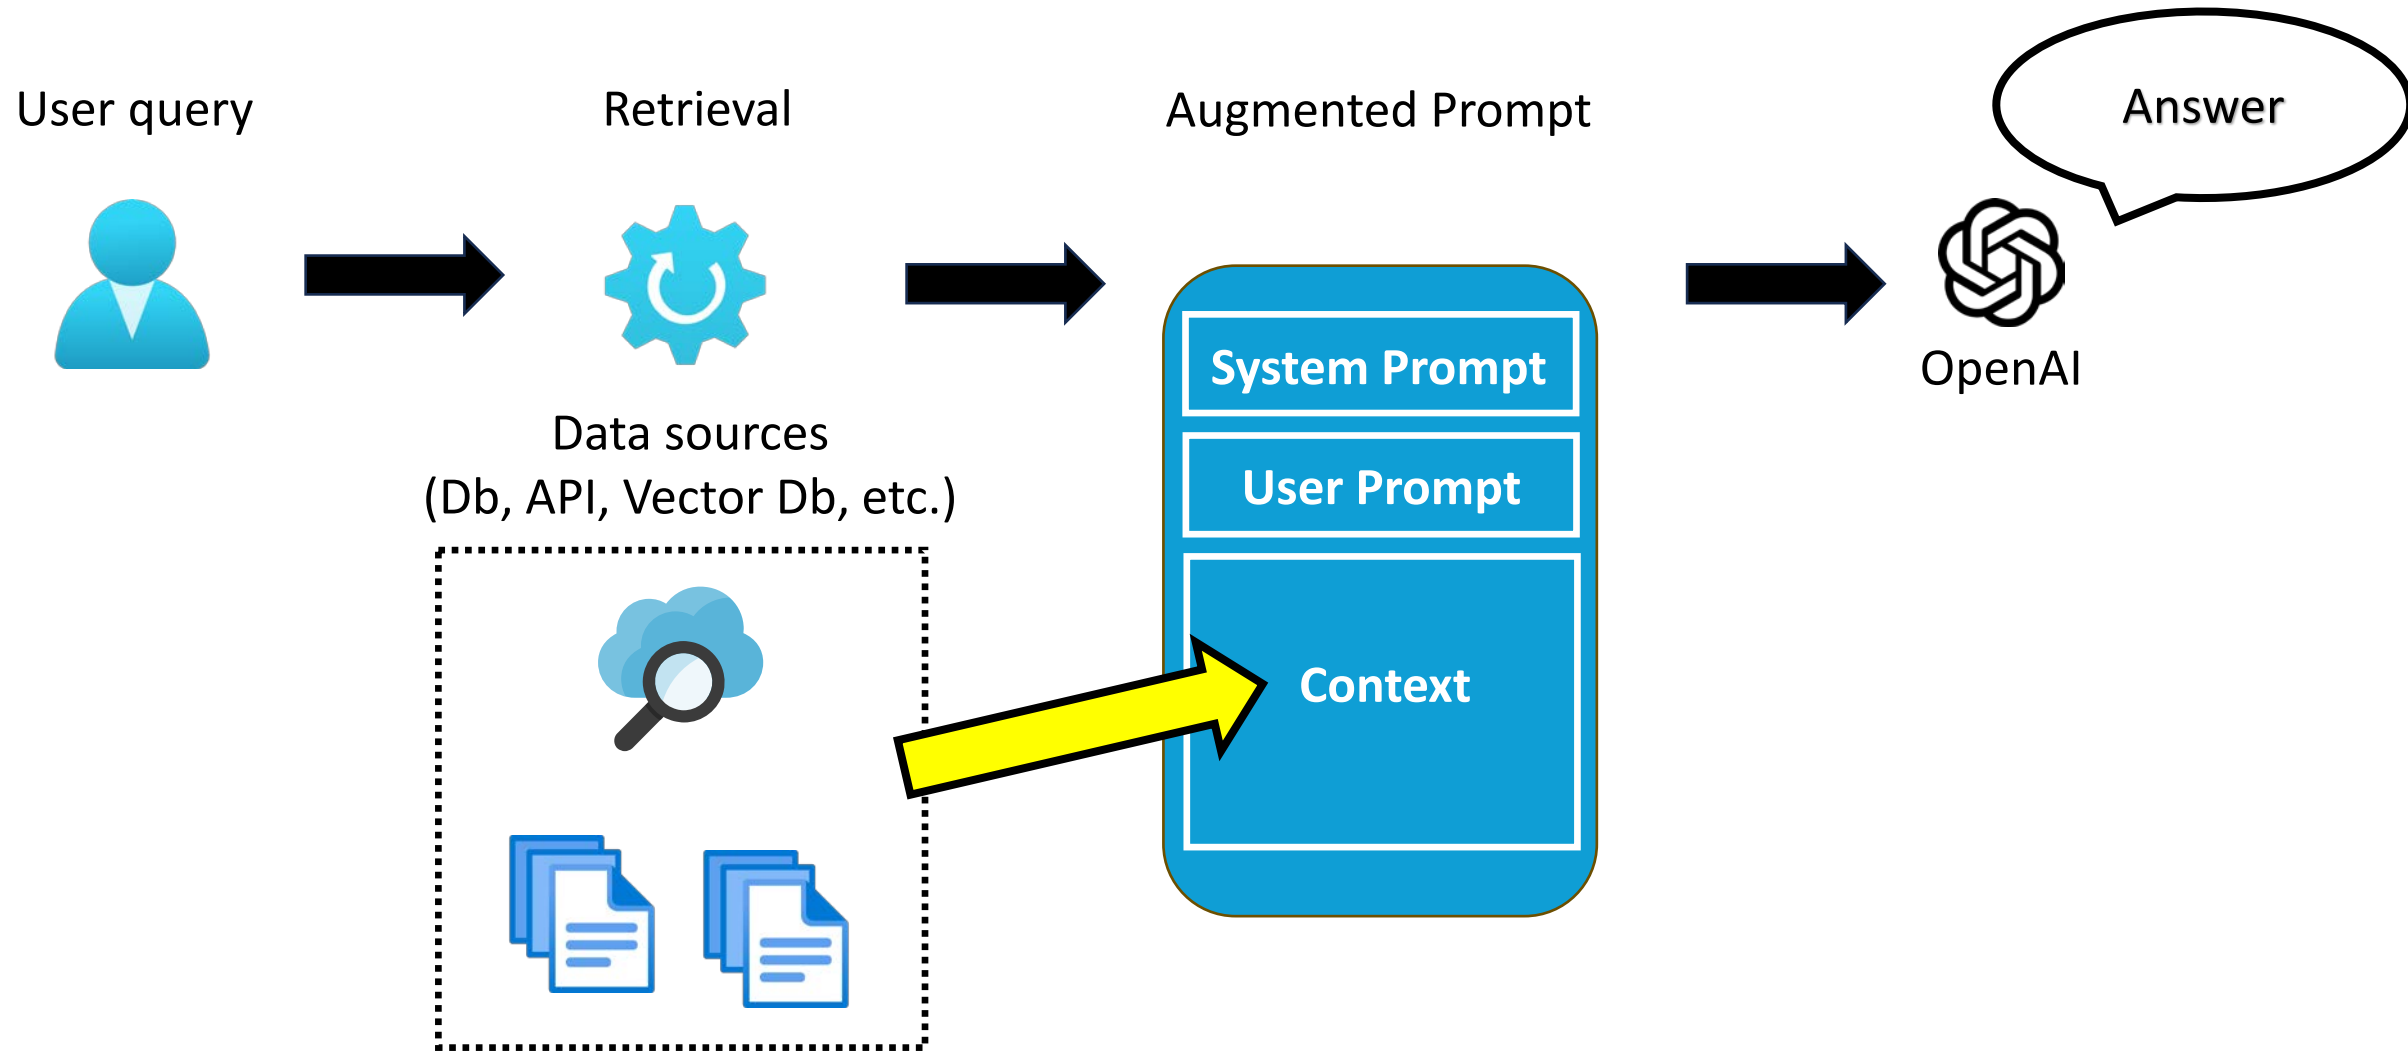 User query
Retrieval
Augmented Prompt
Answer
OpenAI
Data sources
(Db, API, Vector Db, etc.)
System Prompt
User Prompt
Context